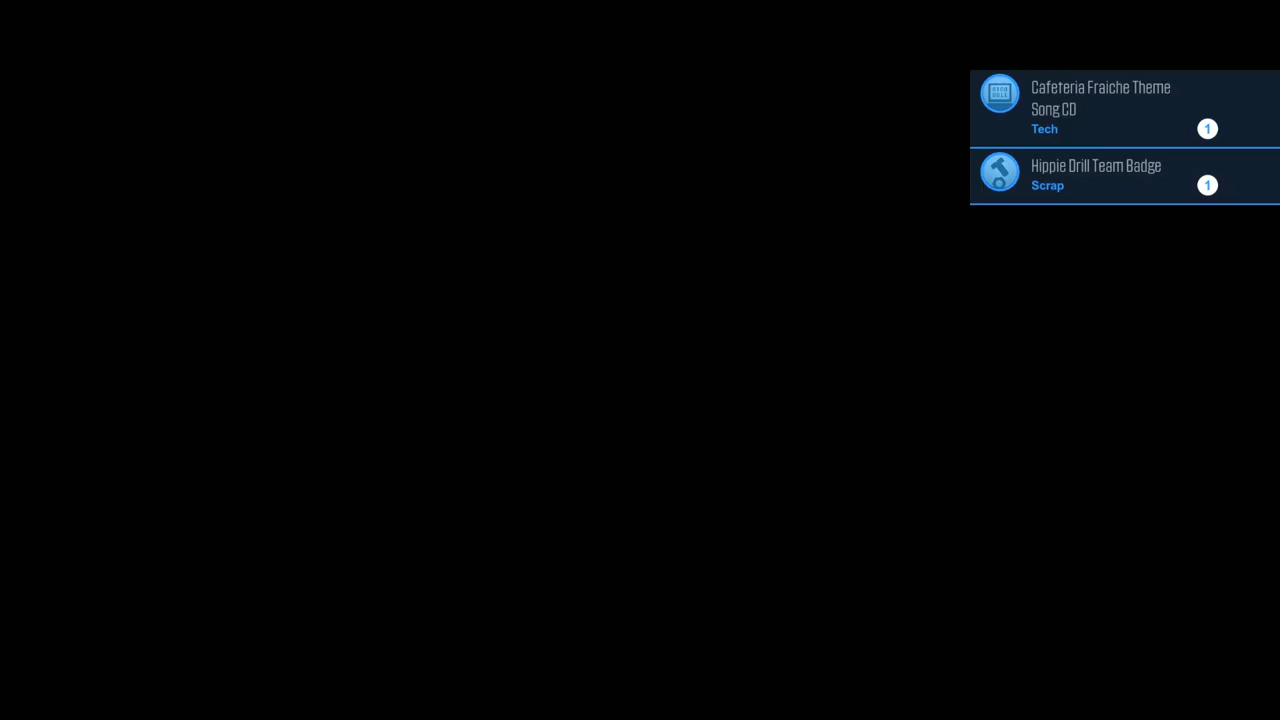 Cafeteria Fraiche Theme
Song CD
Tech
1
Hippie Drill Team Badge
Scrap
1